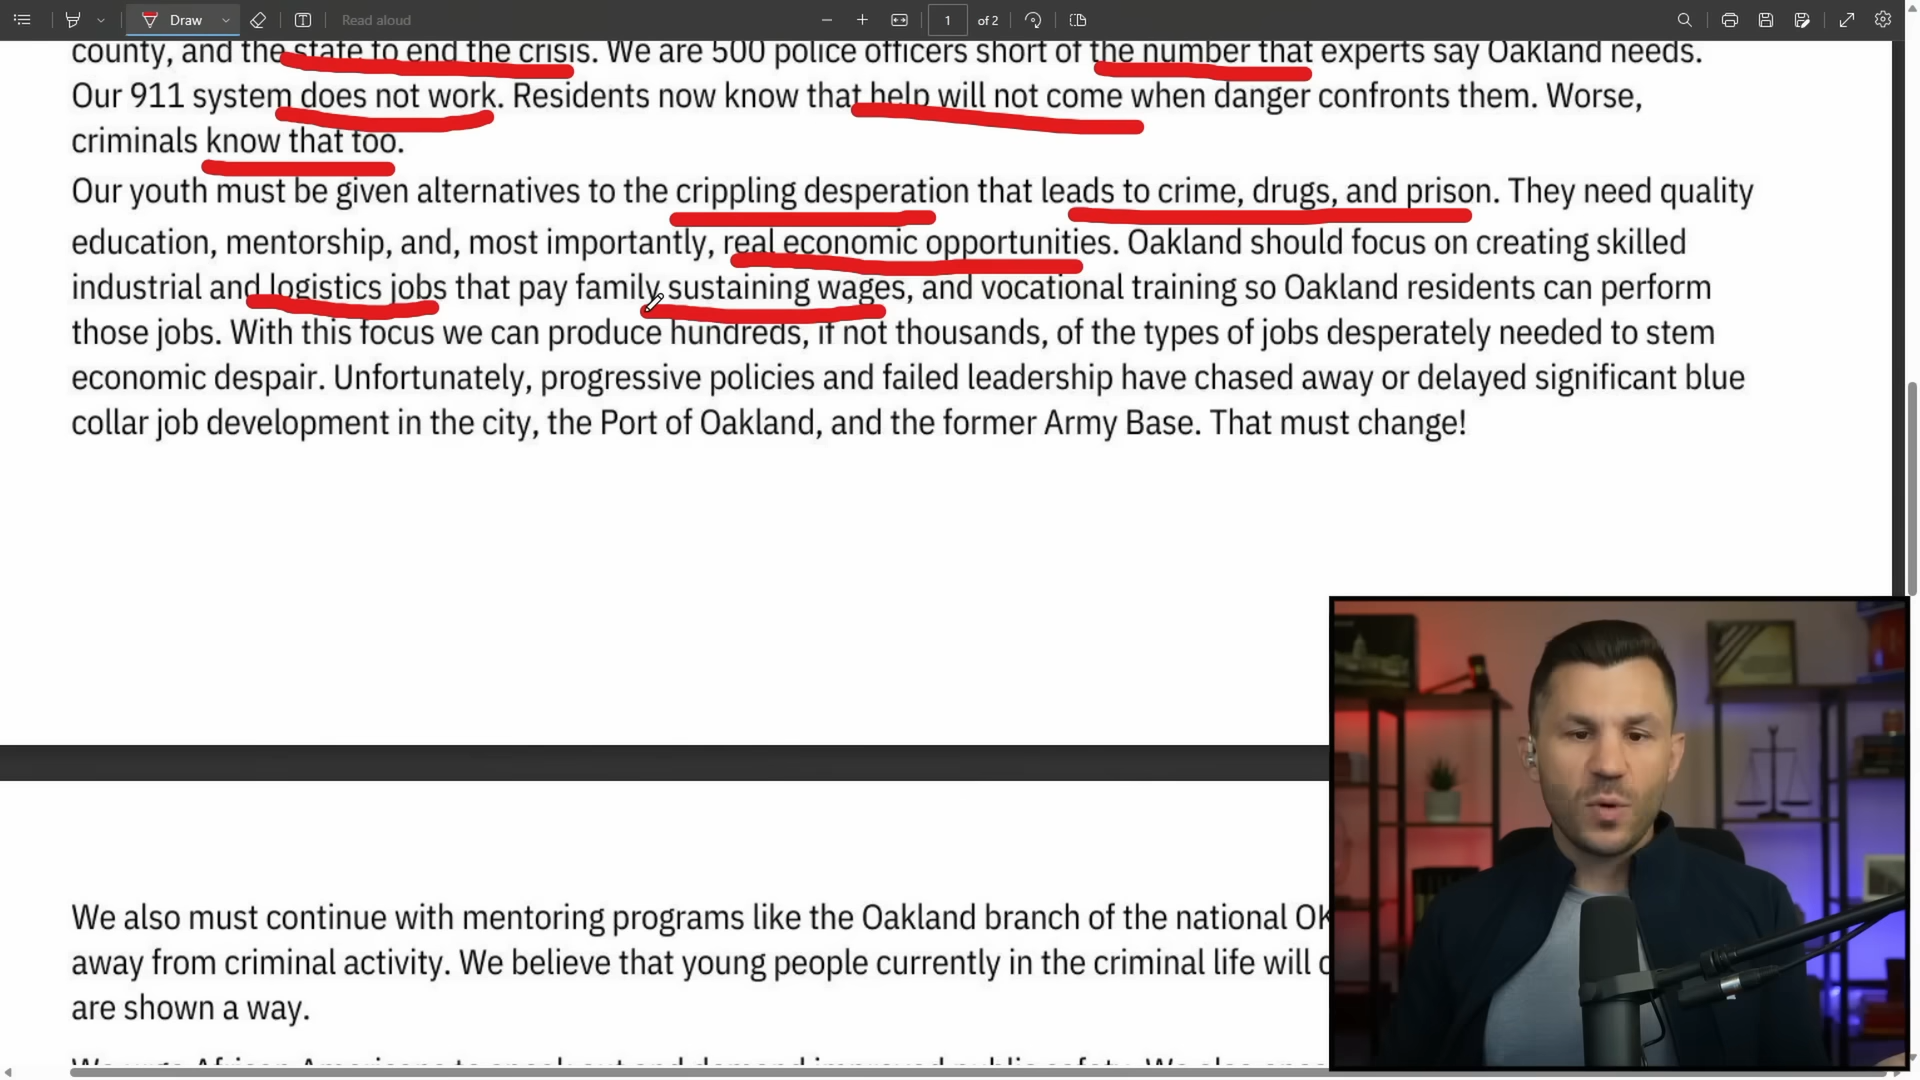 Draw
Read aloud
1
of 2
county, and the state to end the crisis. We are 500 police officers short of the number that experts say Oakland needs.
Our 911 system does not work. Residents now know that help will not come when danger confronts them. Worse,
criminals know that too.
Our youth must be given alternatives to the crippling desperation that leads to crime, drugs, and prison. They need quality
education, mentorship, and, most importantly, real economic opportunities. Oakland should focus on creating skilled
industrial and logistics jobs that pay family sustaining wages, and vocational training so Oakland residents can perform
those jobs. With this focus we can produce hundreds, if not thousands, of the types of jobs desperately needed to stem
economic despair. Unfortunately, progressive policies and failed leadership have chased away or delayed significant blue
collar job development in the city, the Port of Oakland, and the former Army Base. That must change!
We also must continue with mentoring programs like the Oakland branch of the national OK
away from criminal activity. We believe that young people currently in the criminal life will
are shown a way.